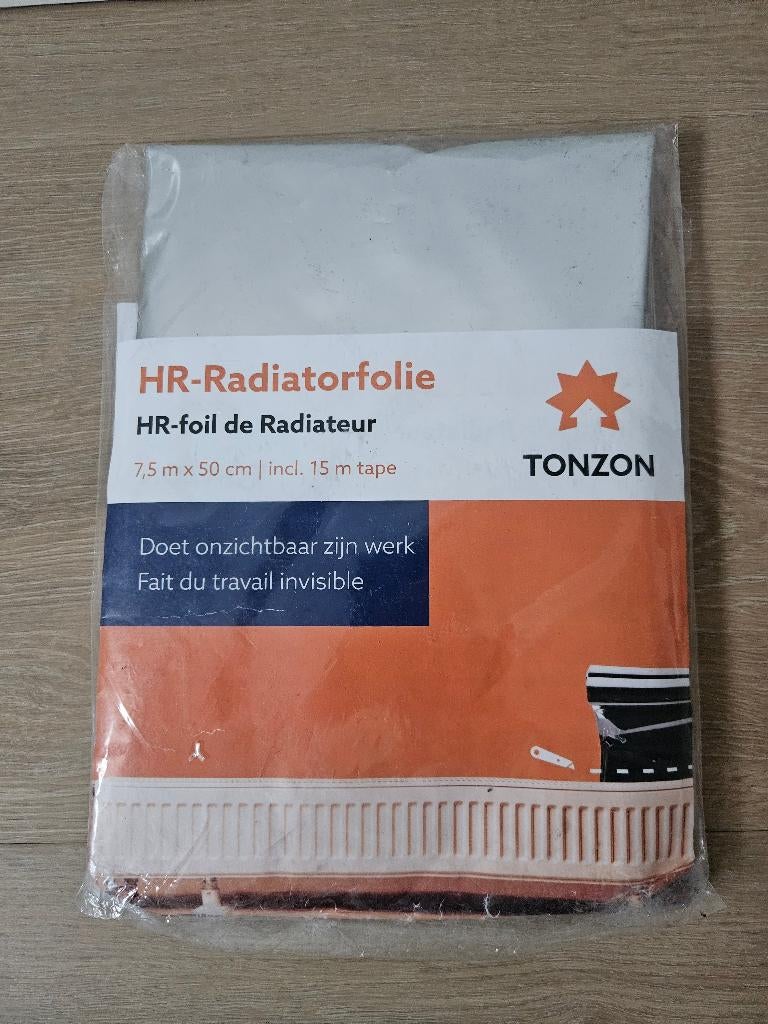 HR-Radiatorfolie
HR-foil de Radiateur
7,5 m x 50 cm | incl. 15 m tape
TONZON
Doet onzichtbaar zijn werk
Fait du travail invisible